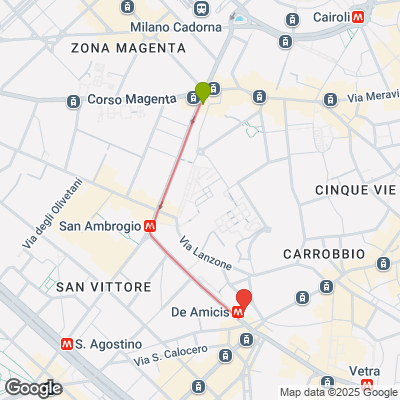 Milano Cadorna
Cairoli
M
ZONA MAGENTA
Corso Magenta
Via Meravi
CINQUE VIE
Via degli Olivetani
San Ambrogio
M
Via Lanzone
CARROBBIO
SAN VITTORE
De Amicis
M
M
S. Agostino
Via S. Calocero
Vetra
M
Google
Map data ©2025 Google